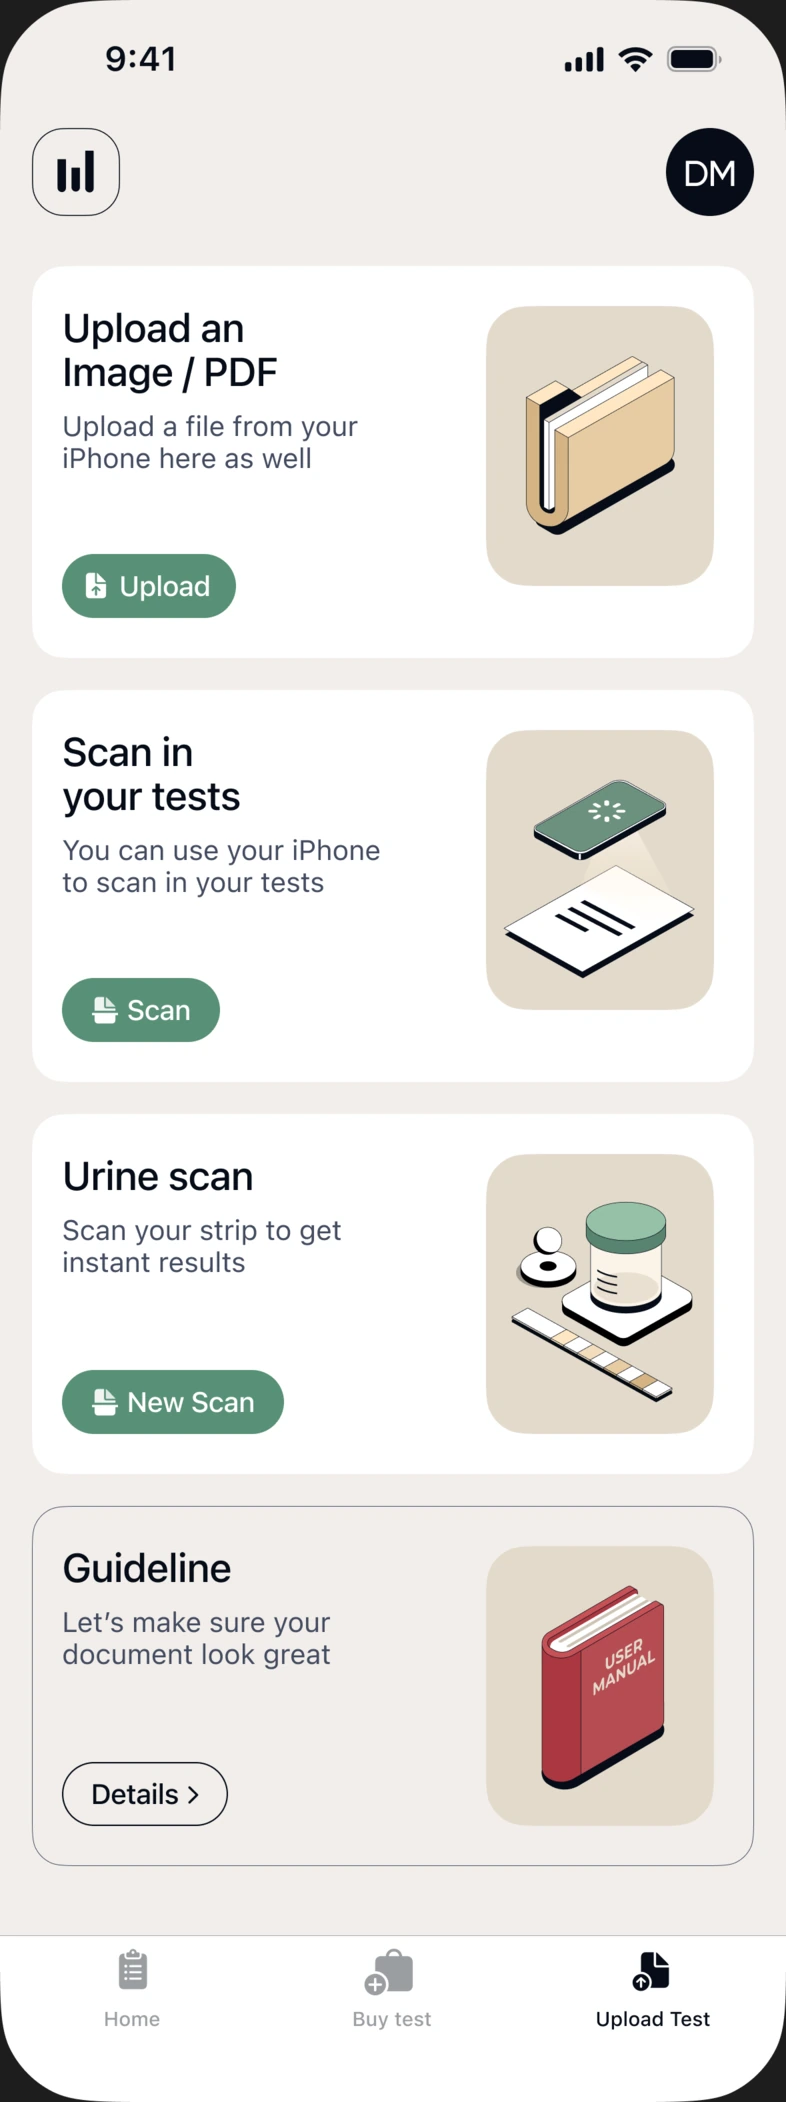 9:41
DM
Upload an
Image / PDF
Upload a file from your
iPhone here as well
Upload
Scan in
your tests
You can use your iPhone
to scan in your tests
Scan
Urine scan
Scan your strip to get
instant results
New Scan
Guideline
Let’s make sure your
document look great
USER
MANUAL
Details >
Home
Buy test
Upload Test